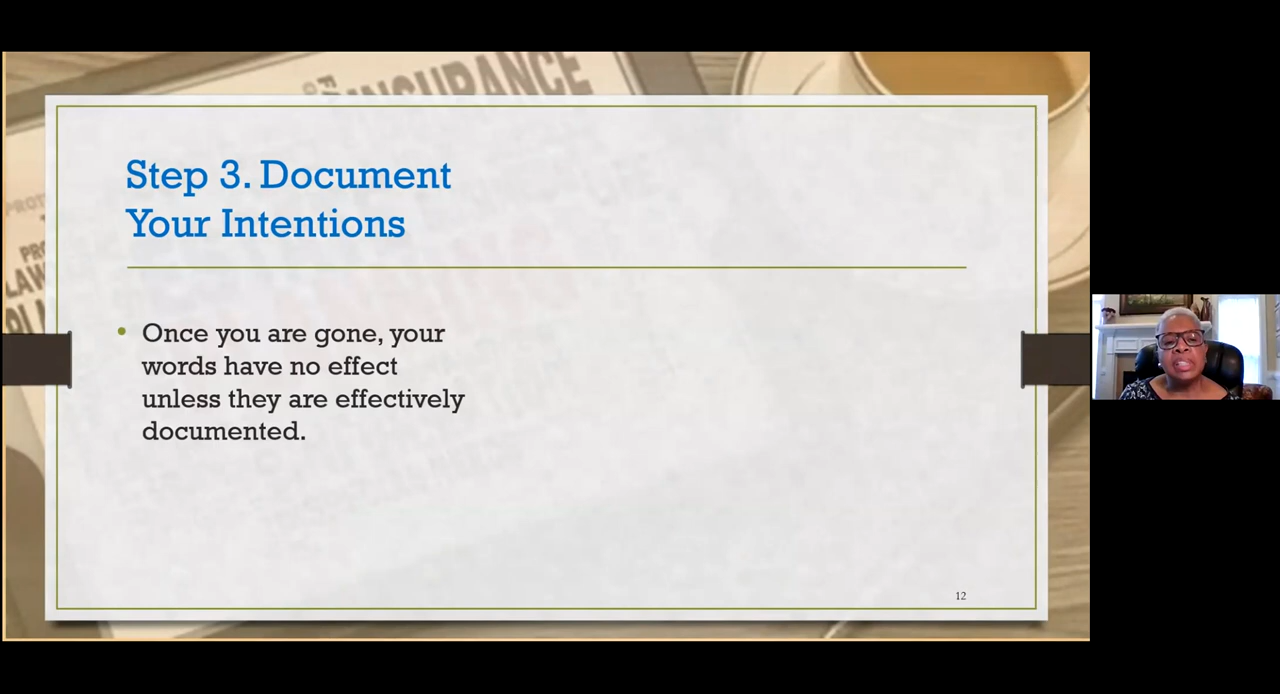 INSURANCE
Step 3. Document
Your Intentions
• Once you are gone, your
words have no effect
unless they are effectively
documented.
12